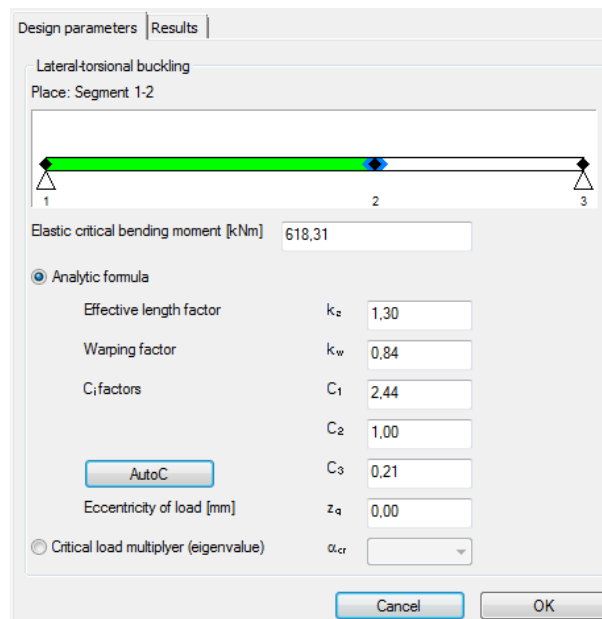 Design parameters Results
Lateral-torsional buckling
Place: Segment 1-2
1 2 3
Elastic critical bending moment [kNm] 618,31
Analytic formula
Effective length factor kz 1,30
Warping factor kw 0,84
Ci factors C1 2,44
C2 1,00
AutoC C3 0,21
Eccentricity of load [mm] zq 0,00
Critical load multiplyer (eigenvalue) αcr
Cancel OK